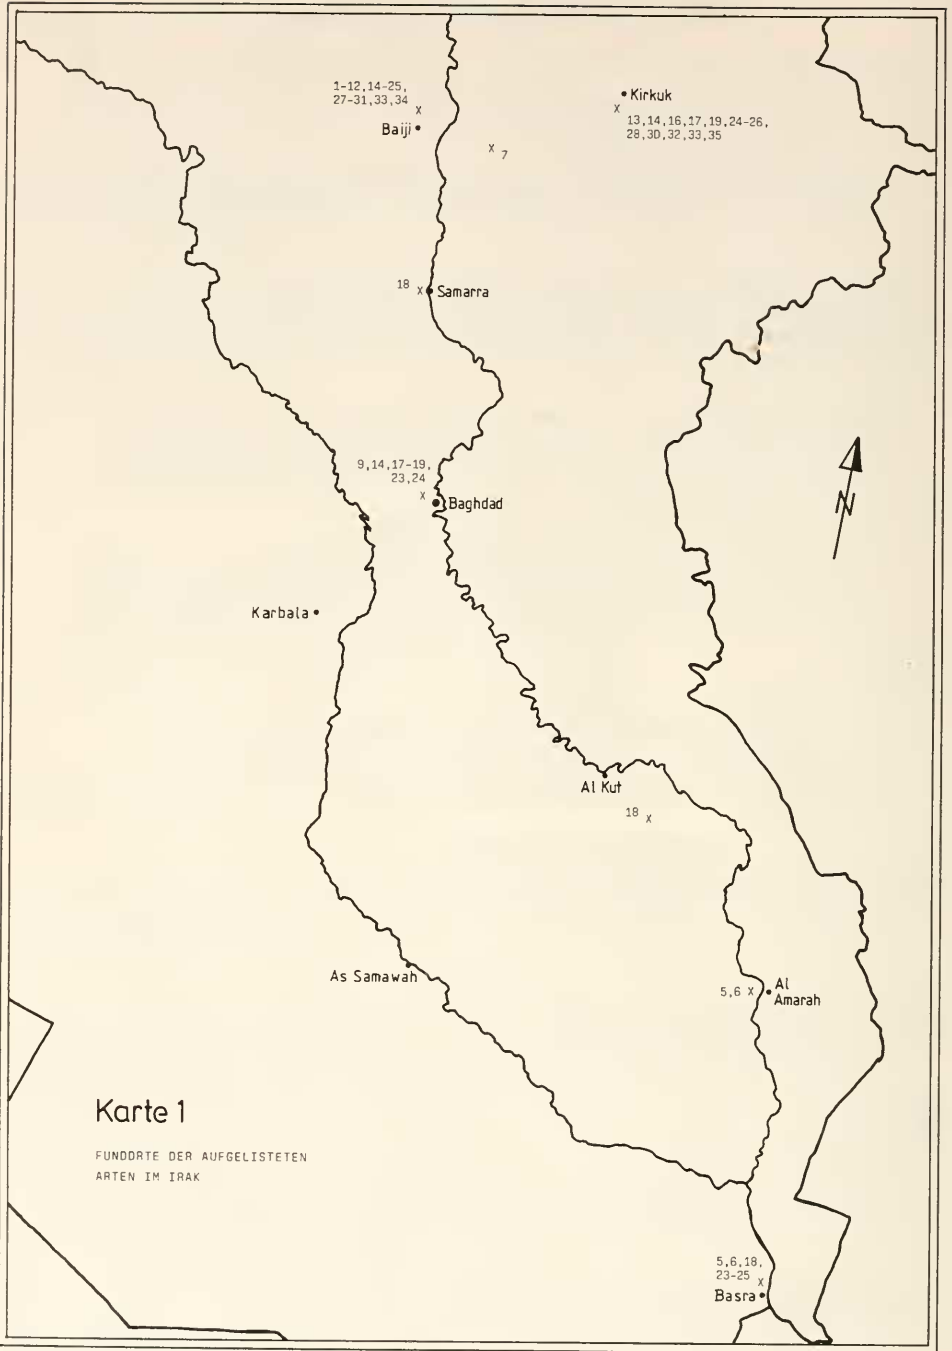 1-12,14-25,
27-31,33,34
x
Baiji
Kirkuk
x
13,14,16,17,19,24-26,
28,30,32,33,35
x 7
18 x Samarra
9,14,17-19,
23,24
x
Baghdad
N
Karbala
Al Kut
18 x
As Samawah
5,6 x Al
Amarah
Karte 1
FUNDORTE DER AUFGELISTETEN
ARTEN IM IRAK
5,6,18,
23-25 x
Basra